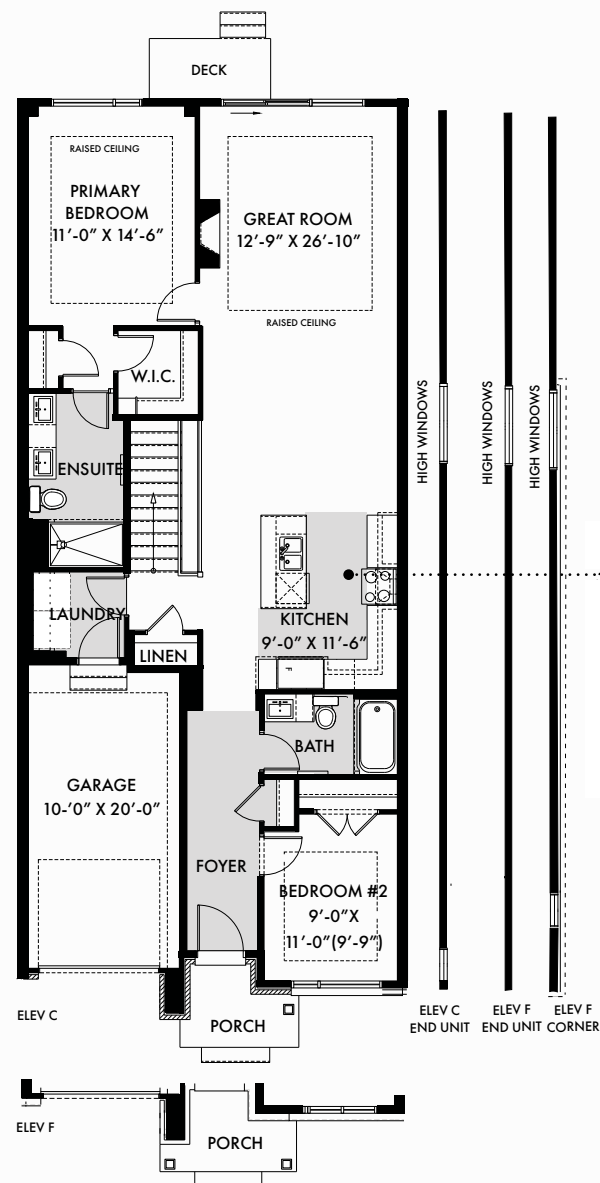 DECK
RAISED CEILING
PRIMARY
BEDROOM
11'-0" X 14'-6"
GREAT ROOM
12'-9" X 26'-10"
RAISED CEILING
W.I.C.
HIGH WINDOWS
HIGH WINDOWS
HIGH WINDOWS
ENSUITE
LAUNDRY
KITCHEN
9'-0" X 11'-6"
LINEN
F
BATH
GARAGE
10-'0" X 20'-0"
FOYER
BEDROOM #2
9'-0"X
11'-0"(9'-9")
ELEV C
PORCH
ELEV C
END UNIT
ELEV F
END UNIT
ELEV F
CORNER
ELEV F
PORCH